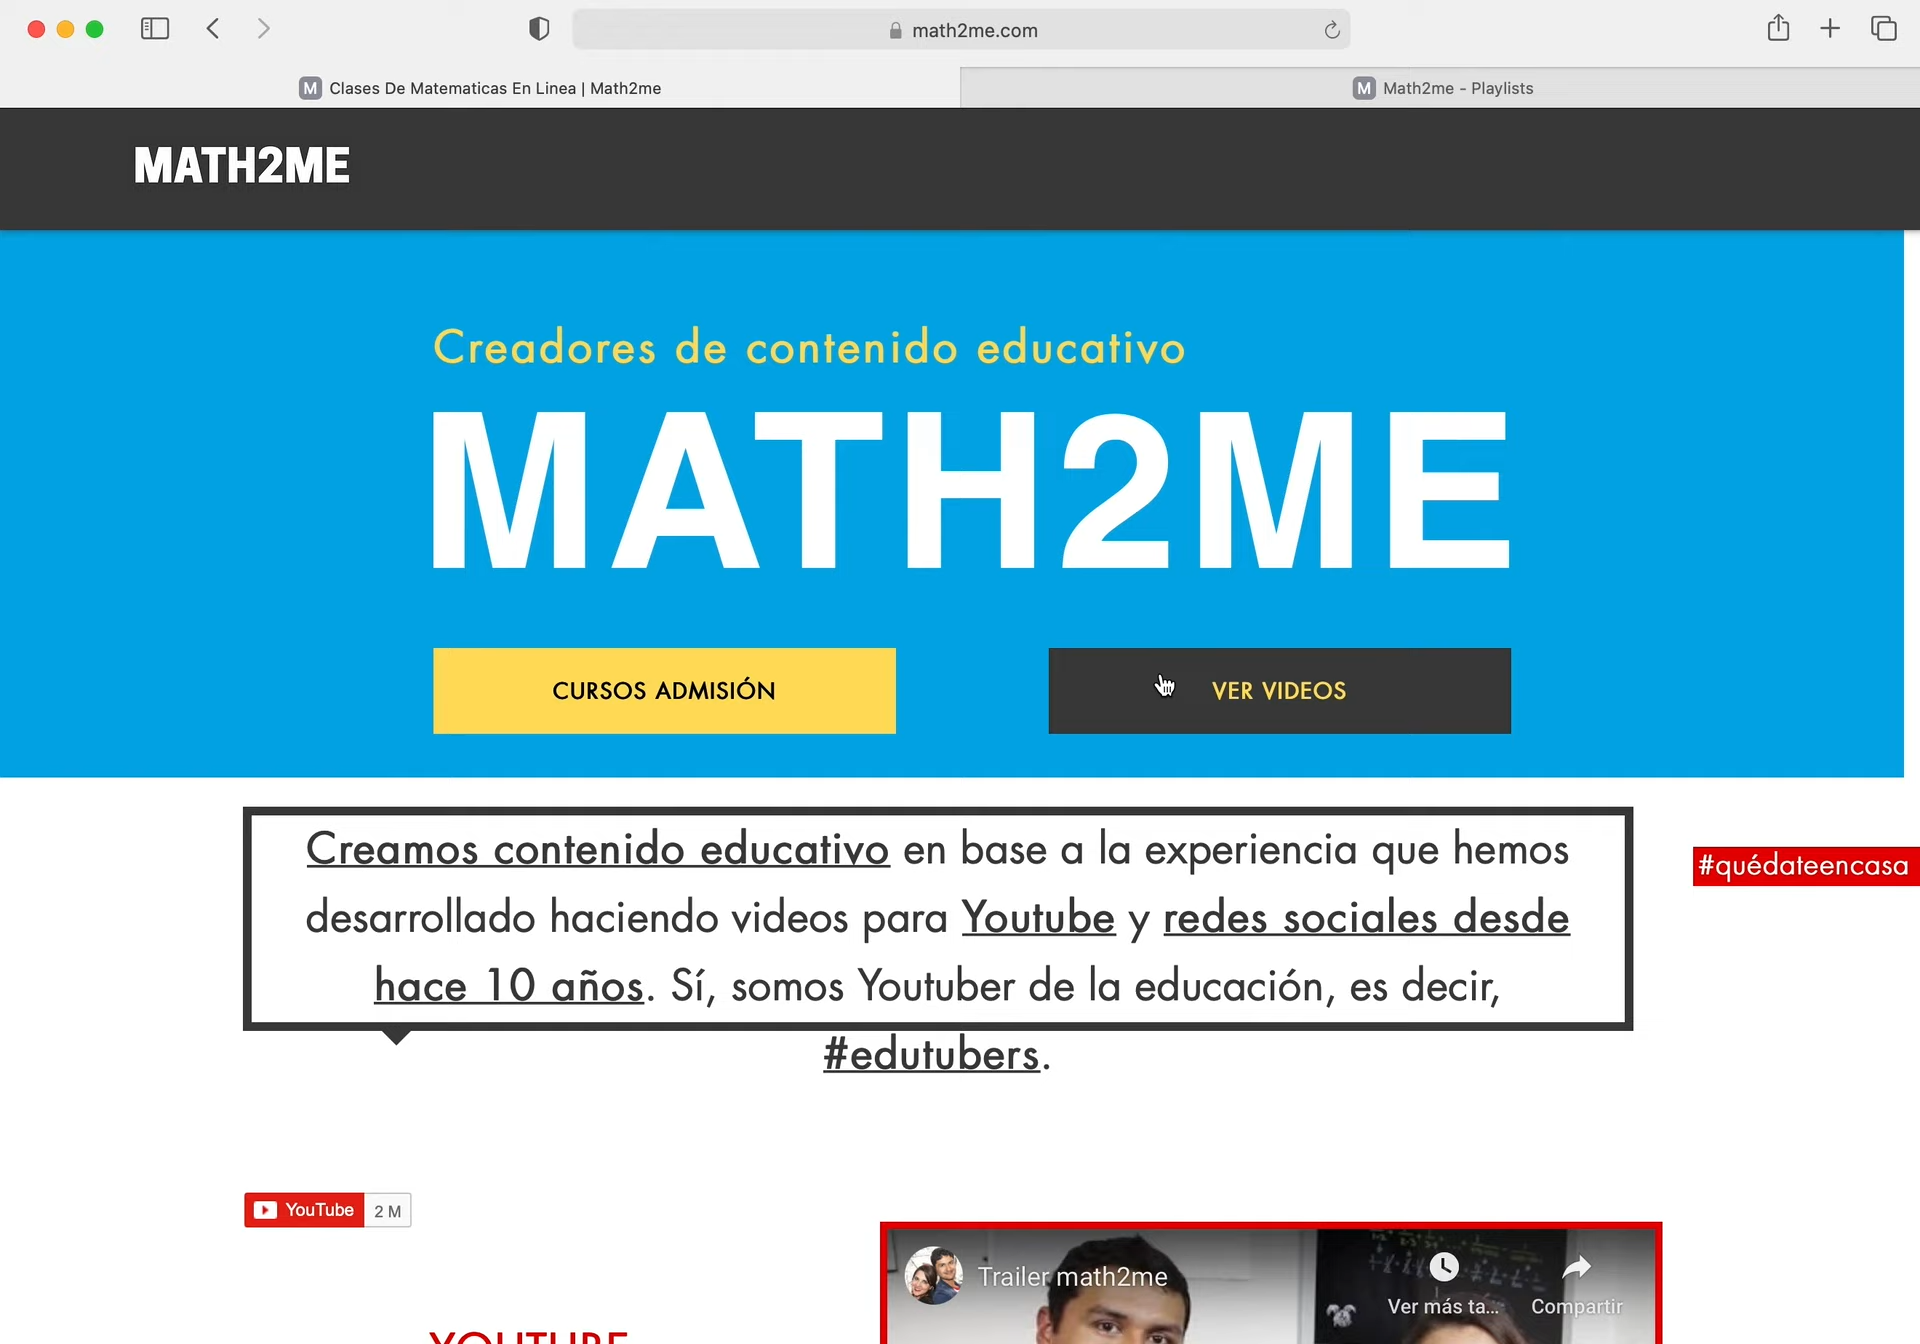 math2me.com
M Clases De Matematicas En Linea | Math2me
M Math2me - Playlists
MATH2ME
Creadores de contenido educativo
MATH2ME
CURSOS ADMISIÓN
VER VIDEOS
Creamos contenido educativo en base a la experiencia que hemos
desarrollado haciendo videos para Youtube y redes sociales desde
hace 10 años. Sí, somos Youtuber de la educación, es decir,
#edutubers.
#quédateencasa
YouTube 2 M
Trailer math2me
Ver más ta...
Compartir
YOUTUBE